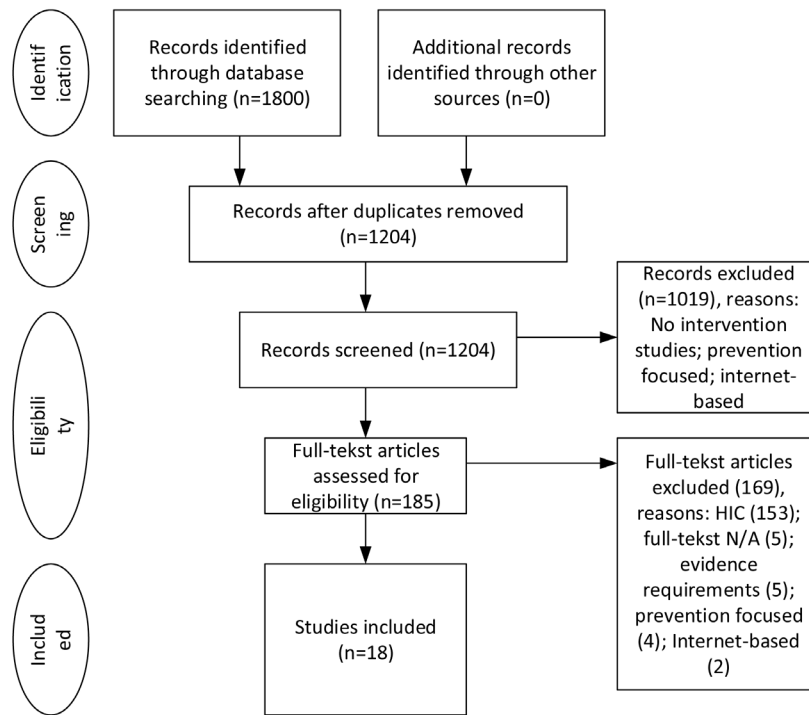 Identif
ication
Records identified
through database
searching (n=1800)
Additional records
identified through other
sources (n=0)
Screen
ing
Records after duplicates removed
(n=1204)
Eligibili
ty
Records screened (n=1204)
Records excluded
(n=1019), reasons:
No intervention
studies; prevention
focused; internet-
based
Full-tekst articles
assessed for
eligibility (n=185)
Full-tekst articles
excluded (169),
reasons: HIC (153);
full-tekst N/A (5);
evidence
requirements (5);
prevention focused
(4); Internet-based
(2)
Includ
ed
Studies included
(n=18)